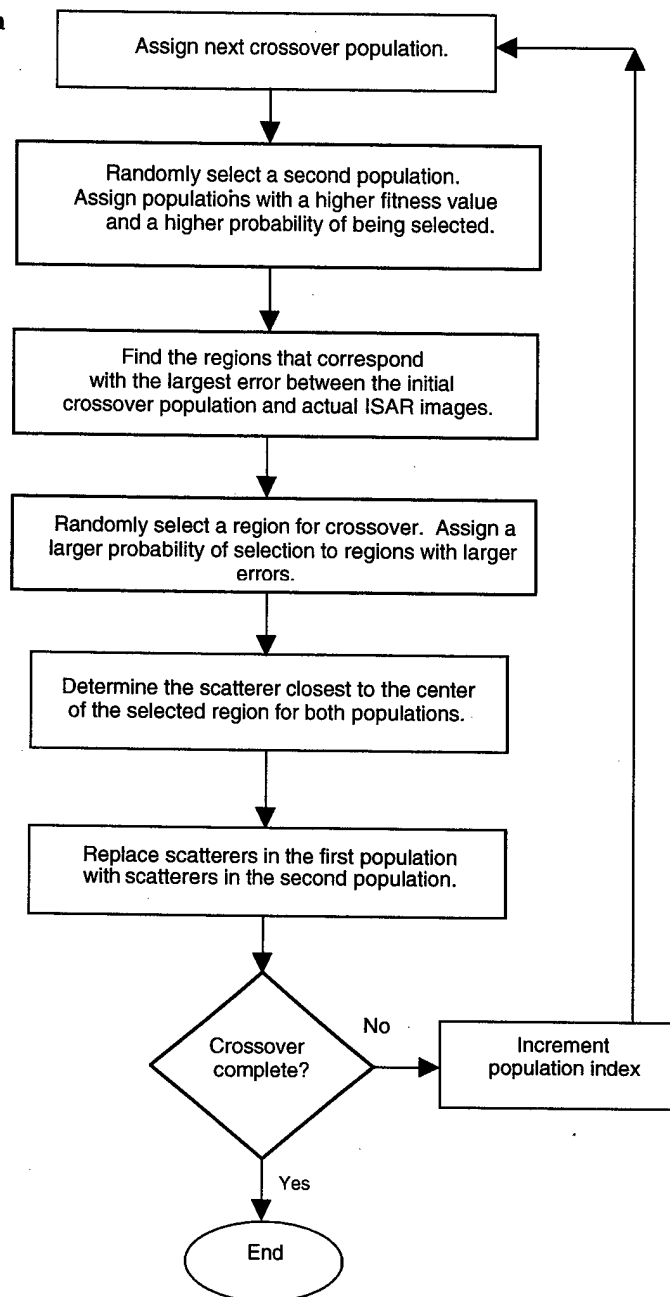 n
Assign next crossover population.
Randomly select a second population.
Assign populations with a higher fitness value
and a higher probability of being selected.
Find the regions that correspond
with the largest error between the initial
crossover population and actual ISAR images.
Randomly select a region for crossover. Assign a
larger probability of selection to regions with larger
errors.
Determine the scatterer closest to the center
of the selected region for both populations.
Replace scatterers in the first population
with scatterers in the second population.
Crossover
complete?
No
Increment
population index
Yes
End